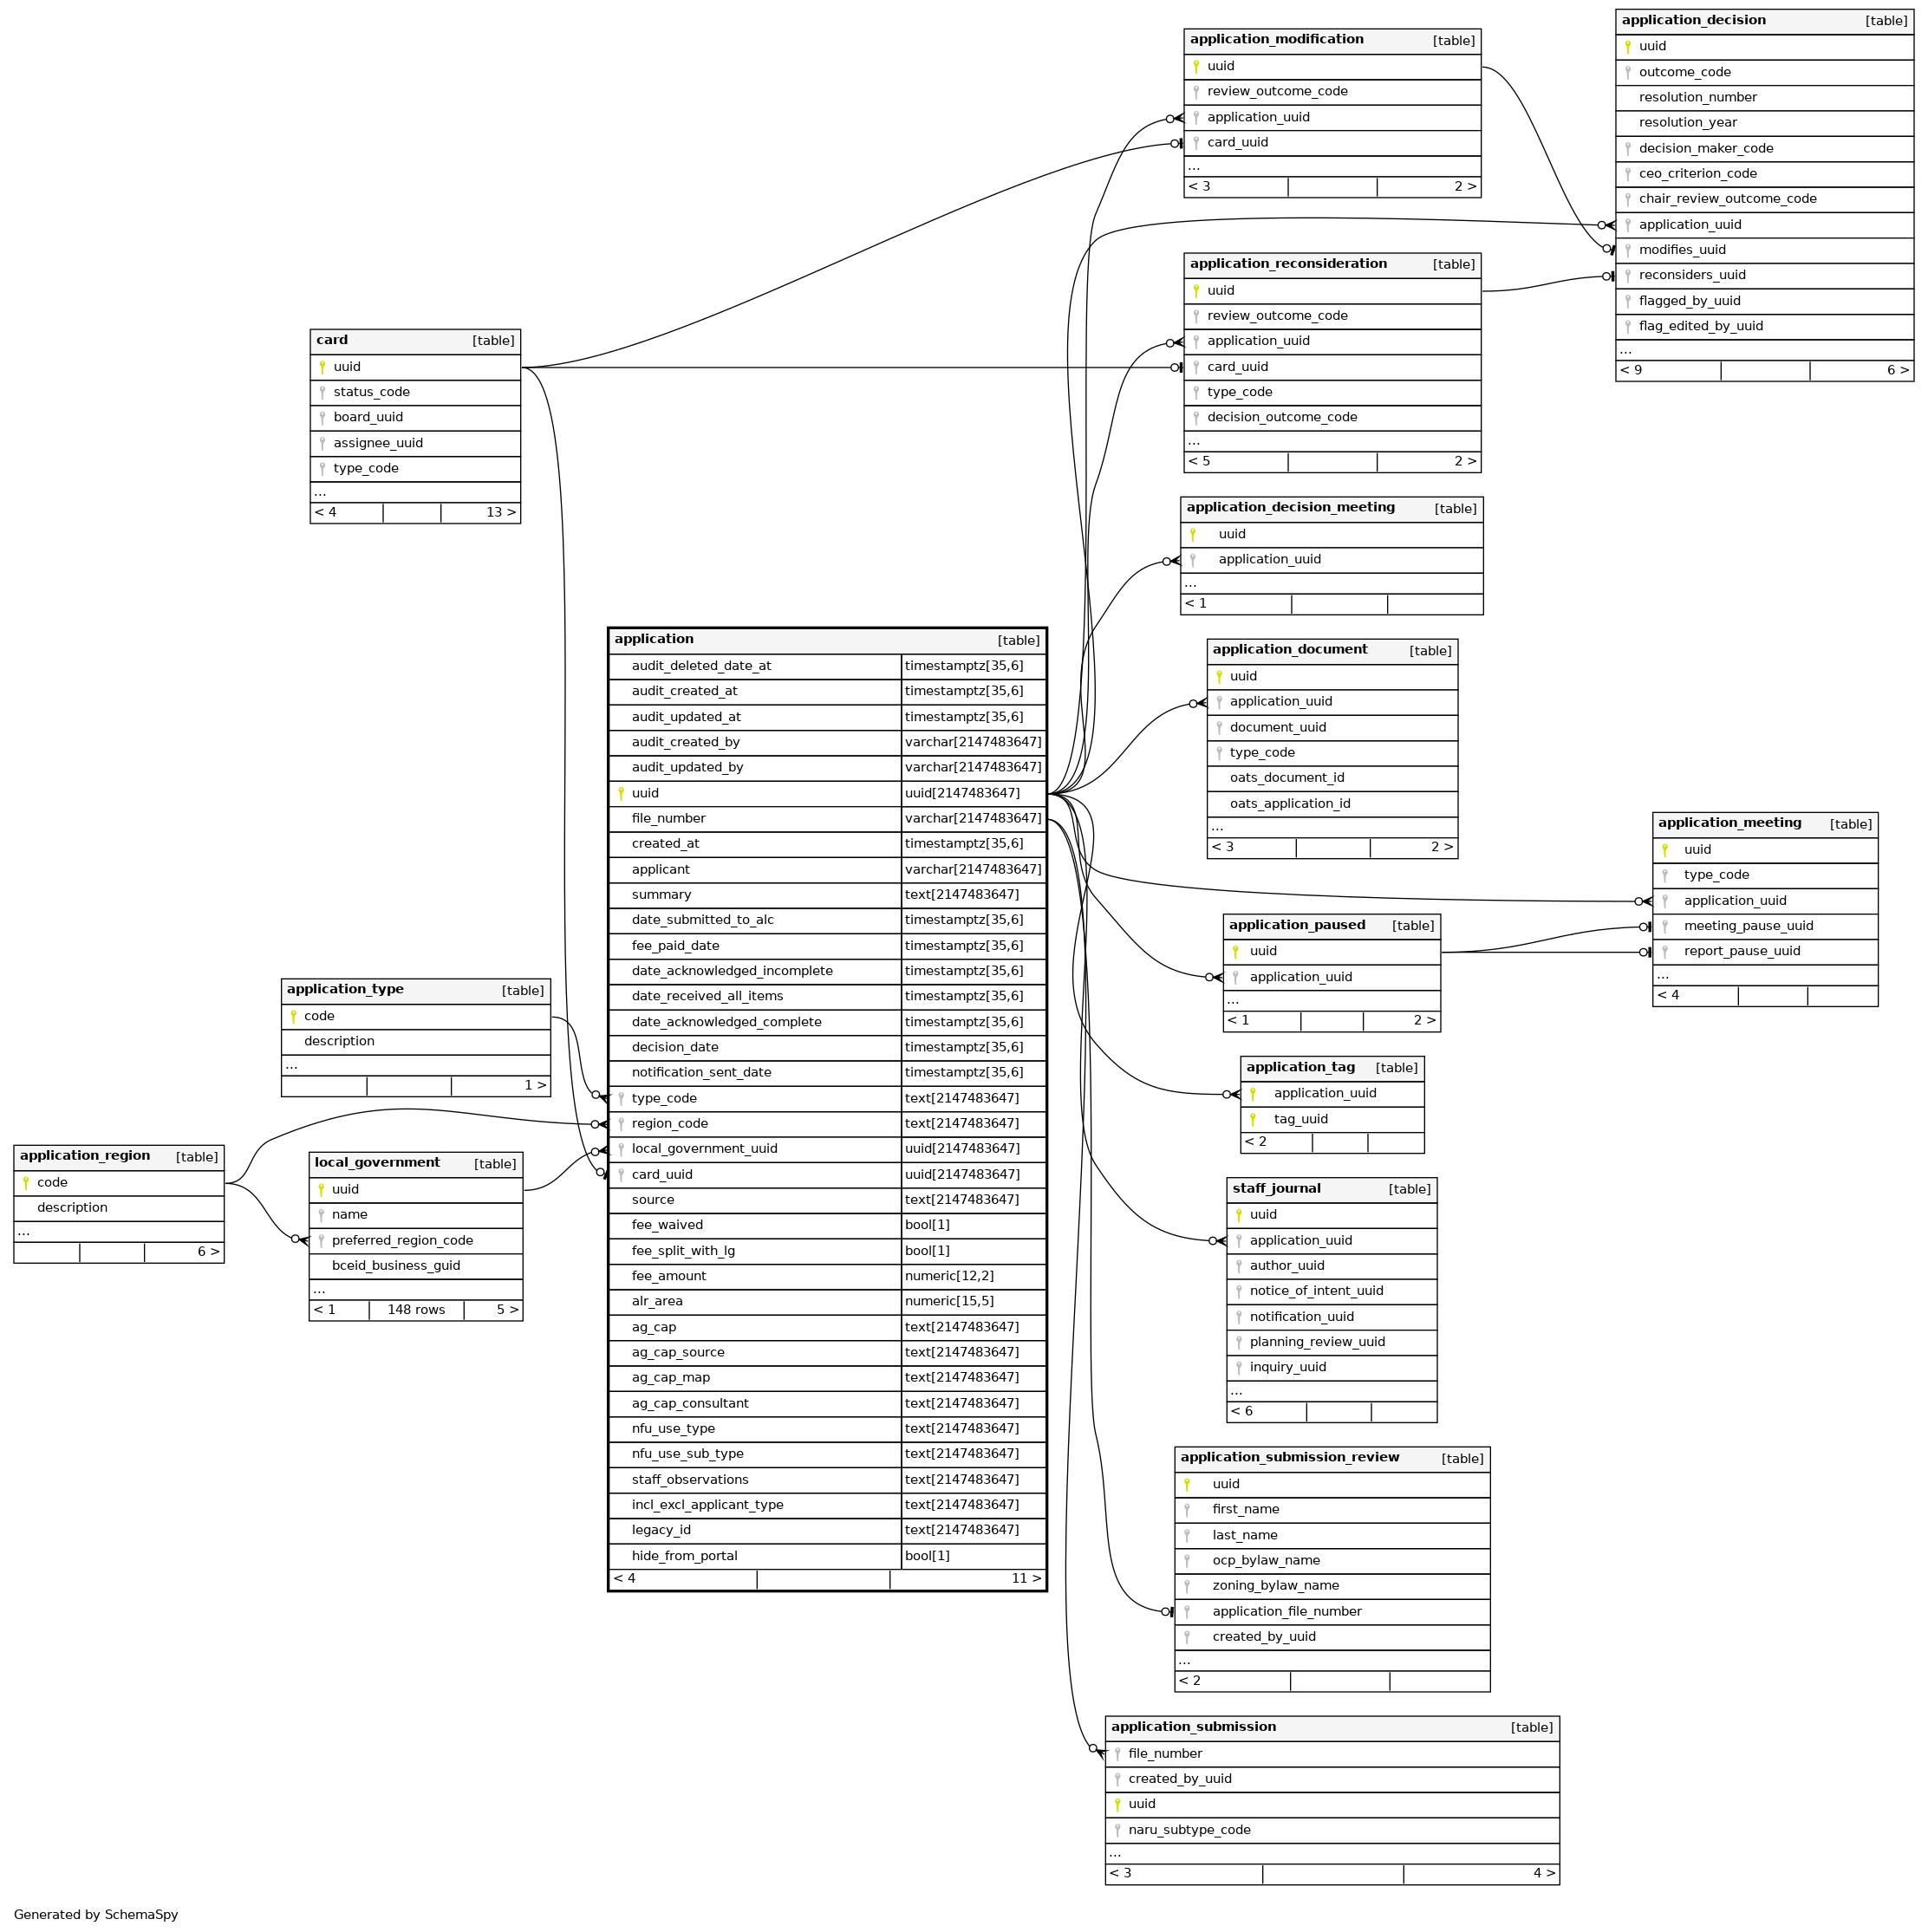 application_decision [table]
uuid
outcome_code
resolution_number
resolution_year
decision_maker_code
ceo_criterion_code
chair_review_outcome_code
application_uuid
modifies_uuid
reconsiders_uuid
flagged_by_uuid
flag_edited_by_uuid
...
< 9 6 >
application_modification [table]
uuid
review_outcome_code
application_uuid
card_uuid
...
< 3 2 >
application_reconsideration [table]
uuid
review_outcome_code
application_uuid
card_uuid
type_code
decision_outcome_code
...
< 5 2 >
card [table]
uuid
status_code
board_uuid
assignee_uuid
type_code
...
< 4 13 >
application_decision_meeting [table]
uuid
application_uuid
...
< 1
application [table]
audit_deleted_date_at timestamptz[35,6]
audit_created_at timestamptz[35,6]
audit_updated_at timestamptz[35,6]
audit_created_by varchar[2147483647]
audit_updated_by varchar[2147483647]
uuid uuid[2147483647]
file_number varchar[2147483647]
created_at timestamptz[35,6]
applicant varchar[2147483647]
summary text[2147483647]
date_submitted_to_alc timestamptz[35,6]
fee_paid_date timestamptz[35,6]
date_acknowledged_incomplete timestamptz[35,6]
date_received_all_items timestamptz[35,6]
date_acknowledged_complete timestamptz[35,6]
decision_date timestamptz[35,6]
notification_sent_date timestamptz[35,6]
type_code text[2147483647]
region_code text[2147483647]
local_government_uuid uuid[2147483647]
card_uuid uuid[2147483647]
source text[2147483647]
fee_waived bool[1]
fee_split_with_lg bool[1]
fee_amount numeric[12,2]
alr_area numeric[15,5]
ag_cap text[2147483647]
ag_cap_source text[2147483647]
ag_cap_map text[2147483647]
ag_cap_consultant text[2147483647]
nfu_use_type text[2147483647]
nfu_use_sub_type text[2147483647]
staff_observations text[2147483647]
incl_excl_applicant_type text[2147483647]
legacy_id text[2147483647]
hide_from_portal bool[1]
< 4 11 >
application_document [table]
uuid
application_uuid
document_uuid
type_code
oats_document_id
oats_application_id
...
< 3 2 >
application_meeting [table]
uuid
type_code
application_uuid
meeting_pause_uuid
report_pause_uuid
...
< 4
application_paused [table]
uuid
application_uuid
...
< 1 2 >
application_type [table]
code
description
...
1 >
application_tag [table]
application_uuid
tag_uuid
< 2
application_region [table]
code
description
...
6 >
local_government [table]
uuid
name
preferred_region_code
bceid_business_guid
...
< 1 148 rows 5 >
staff_journal [table]
uuid
application_uuid
author_uuid
notice_of_intent_uuid
notification_uuid
planning_review_uuid
inquiry_uuid
...
< 6
application_submission_review [table]
uuid
first_name
last_name
ocp_bylaw_name
zoning_bylaw_name
application_file_number
created_by_uuid
...
< 2
application_submission [table]
file_number
created_by_uuid
uuid
naru_subtype_code
...
< 3 4 >
Generated by SchemaSpy